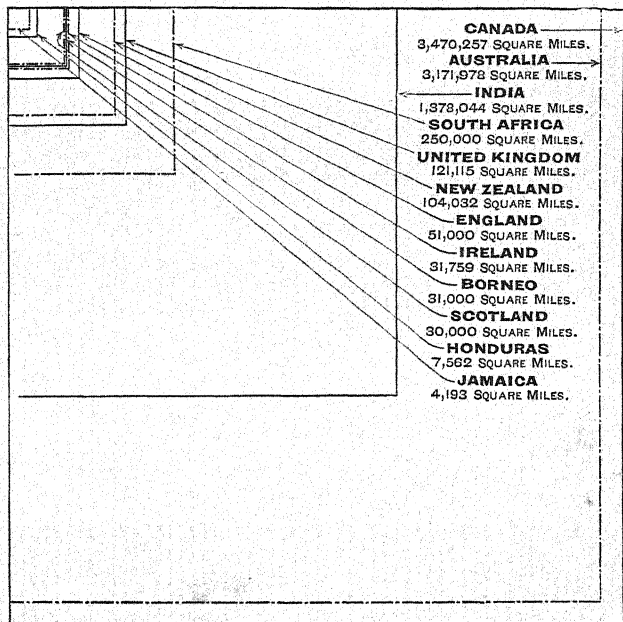 CANADA
3,470,257 SQUARE MILES.
AUSTRALIA
3,171,978 SQUARE MILES.
INDIA
1,378,044 SQUARE MILES.
SOUTH AFRICA
250,000 SQUARE MILES.
UNITED KINGDOM
121,115 SQUARE MILES.
NEW ZEALAND
104,032 SQUARE MILES.
ENGLAND
51,000 SQUARE MILES.
IRELAND
31,759 SQUARE MILES.
BORNEO
31,000 SQUARE MILES.
SCOTLAND
30,000 SQUARE MILES.
HONDURAS
7,562 SQUARE MILES.
JAMAICA
4,193 SQUARE MILES.